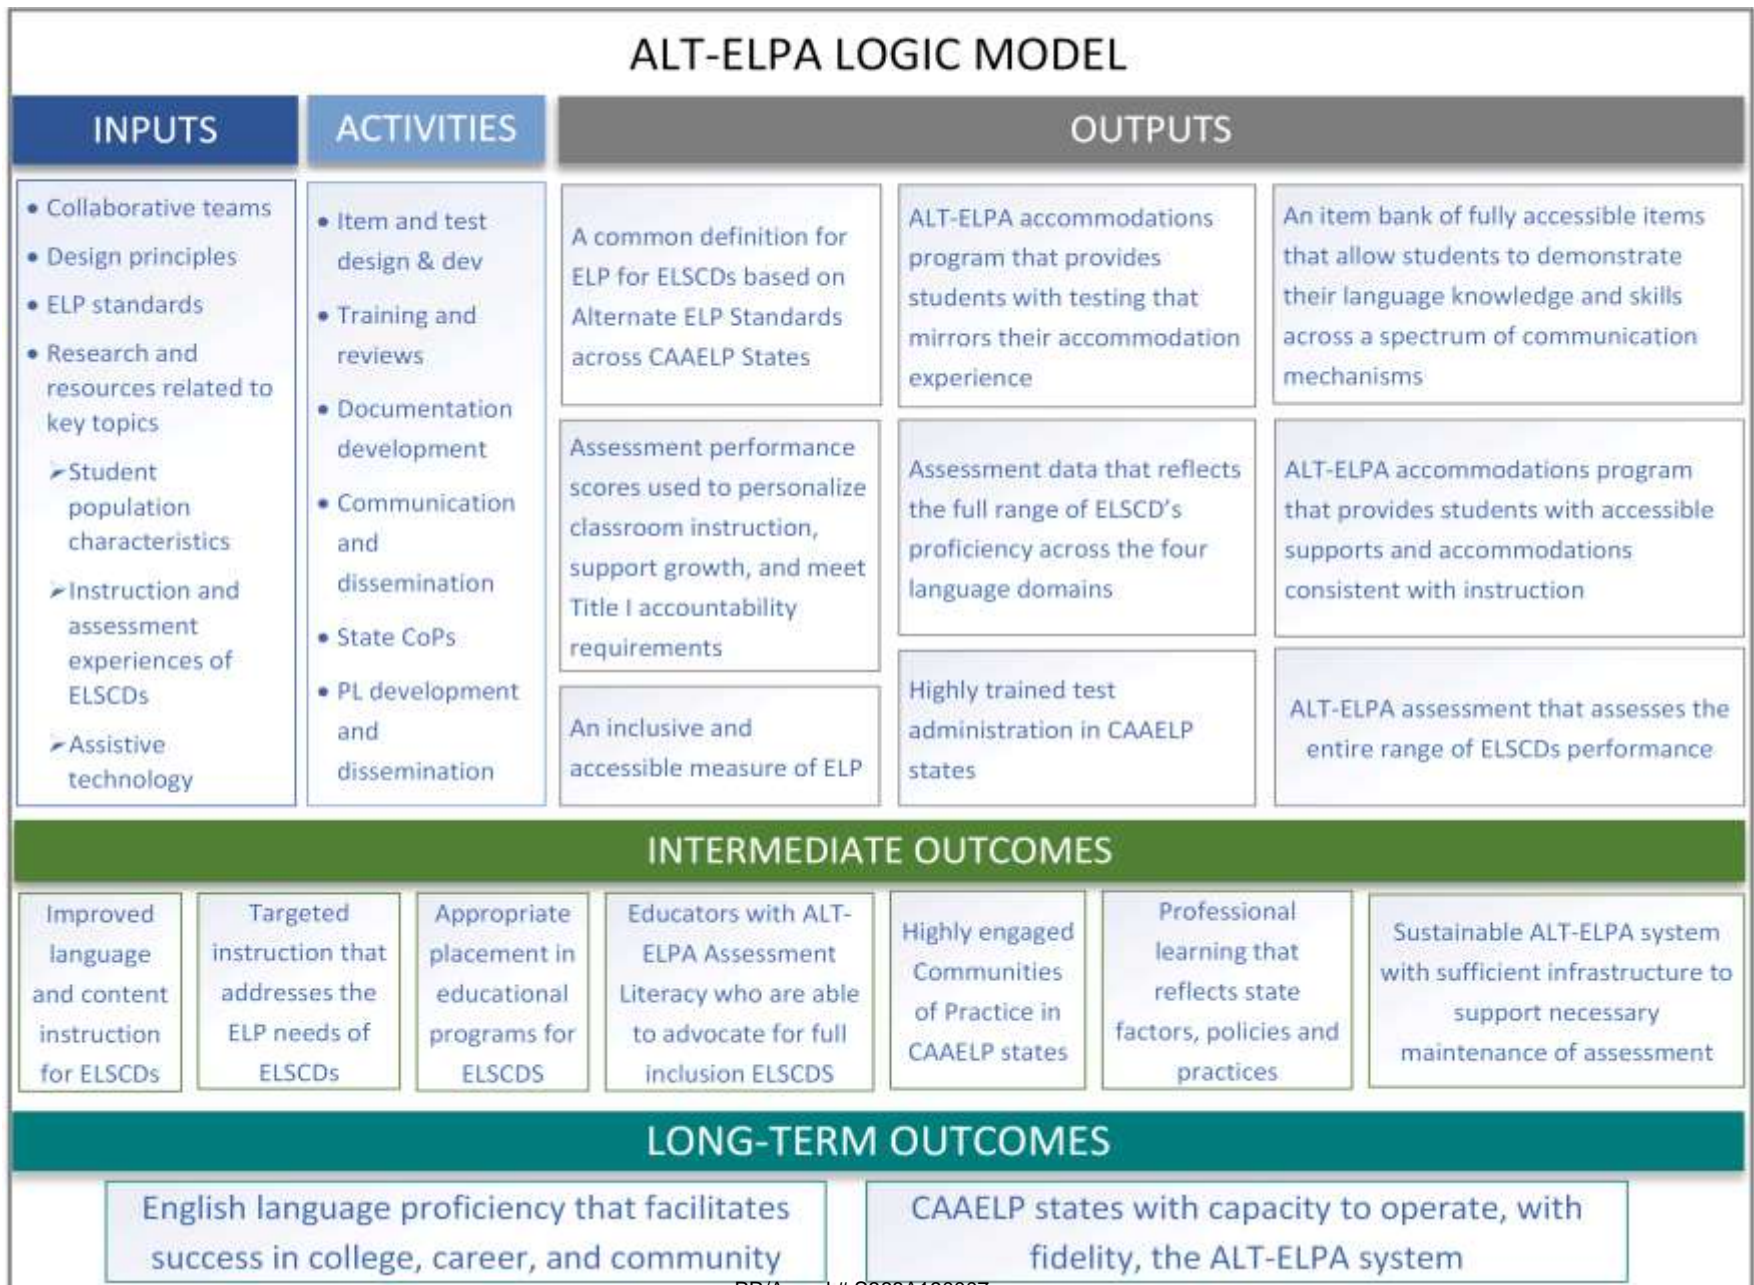 ALT-ELPA LOGIC MODEL
INPUTS
• Collaborative teams
• Design principles
• ELP standards
• Research and
resources related to
key topics
➢Student
population
characteristics
➢Instruction and
assessment
experiences of
ELSCDs
➢Assistive
technology
ACTIVITIES
• Item and test
design & dev
• Training and
reviews
• Documentation
development
• Communication
and
dissemination
• State CoPs
• PL development
and
dissemination
OUTPUTS
A common definition for
ELP for ELSCDs based on
Alternate ELP Standards
across CAAELP States
ALT-ELPA accommodations
program that provides
students with testing that
mirrors their accommodation
experience
An item bank of fully accessible items
that allow students to demonstrate
their language knowledge and skills
across a spectrum of communication
mechanisms
Assessment performance
scores used to personalize
classroom instruction,
support growth, and meet
Title I accountability
requirements
Assessment data that reflects
the full range of ELSCD’s
proficiency across the four
language domains
ALT-ELPA accommodations program
that provides students with accessible
supports and accommodations
consistent with instruction
An inclusive and
accessible measure of ELP
Highly trained test
administration in CAAELP
states
ALT-ELPA assessment that assesses the
entire range of ELSCDs performance
INTERMEDIATE OUTCOMES
Improved
language
and content
instruction
for ELSCDs
Targeted
instruction that
addresses the
ELP needs of
ELSCDs
Appropriate
placement in
educational
programs for
ELSCDS
Educators with ALT-
ELPA Assessment
Literacy who are able
to advocate for full
inclusion ELSCDS
Highly engaged
Communities
of Practice in
CAAELP states
Professional
learning that
reflects state
factors, policies and
practices
Sustainable ALT-ELPA system
with sufficient infrastructure to
support necessary
maintenance of assessment
LONG-TERM OUTCOMES
English language proficiency that facilitates
success in college, career, and community
CAAELP states with capacity to operate, with
fidelity, the ALT-ELPA system